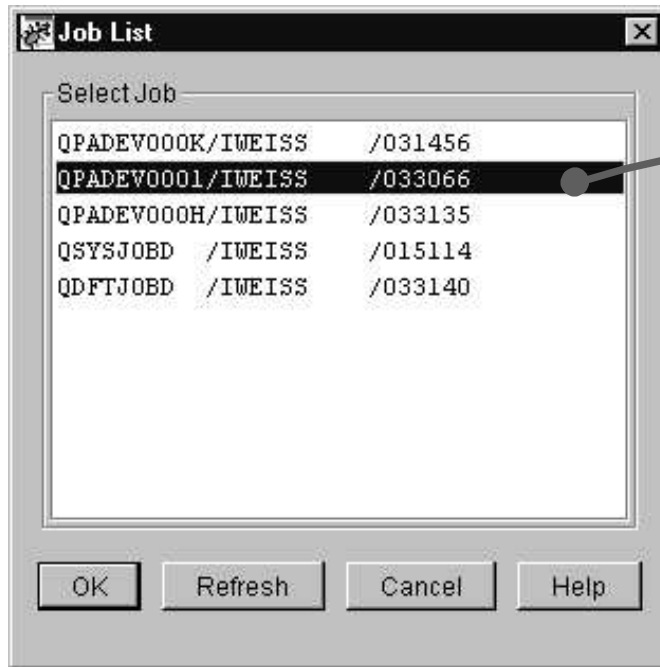 Job List
Select Job
QPADEV000K/IWEISS /031456
QPADEV0001/IWEISS /033066
QPADEV000H/IWEISS /033135
QSYSJOBD /IWEISS /015114
QDFTJOBD /IWEISS /033140
OK Refresh Cancel Help